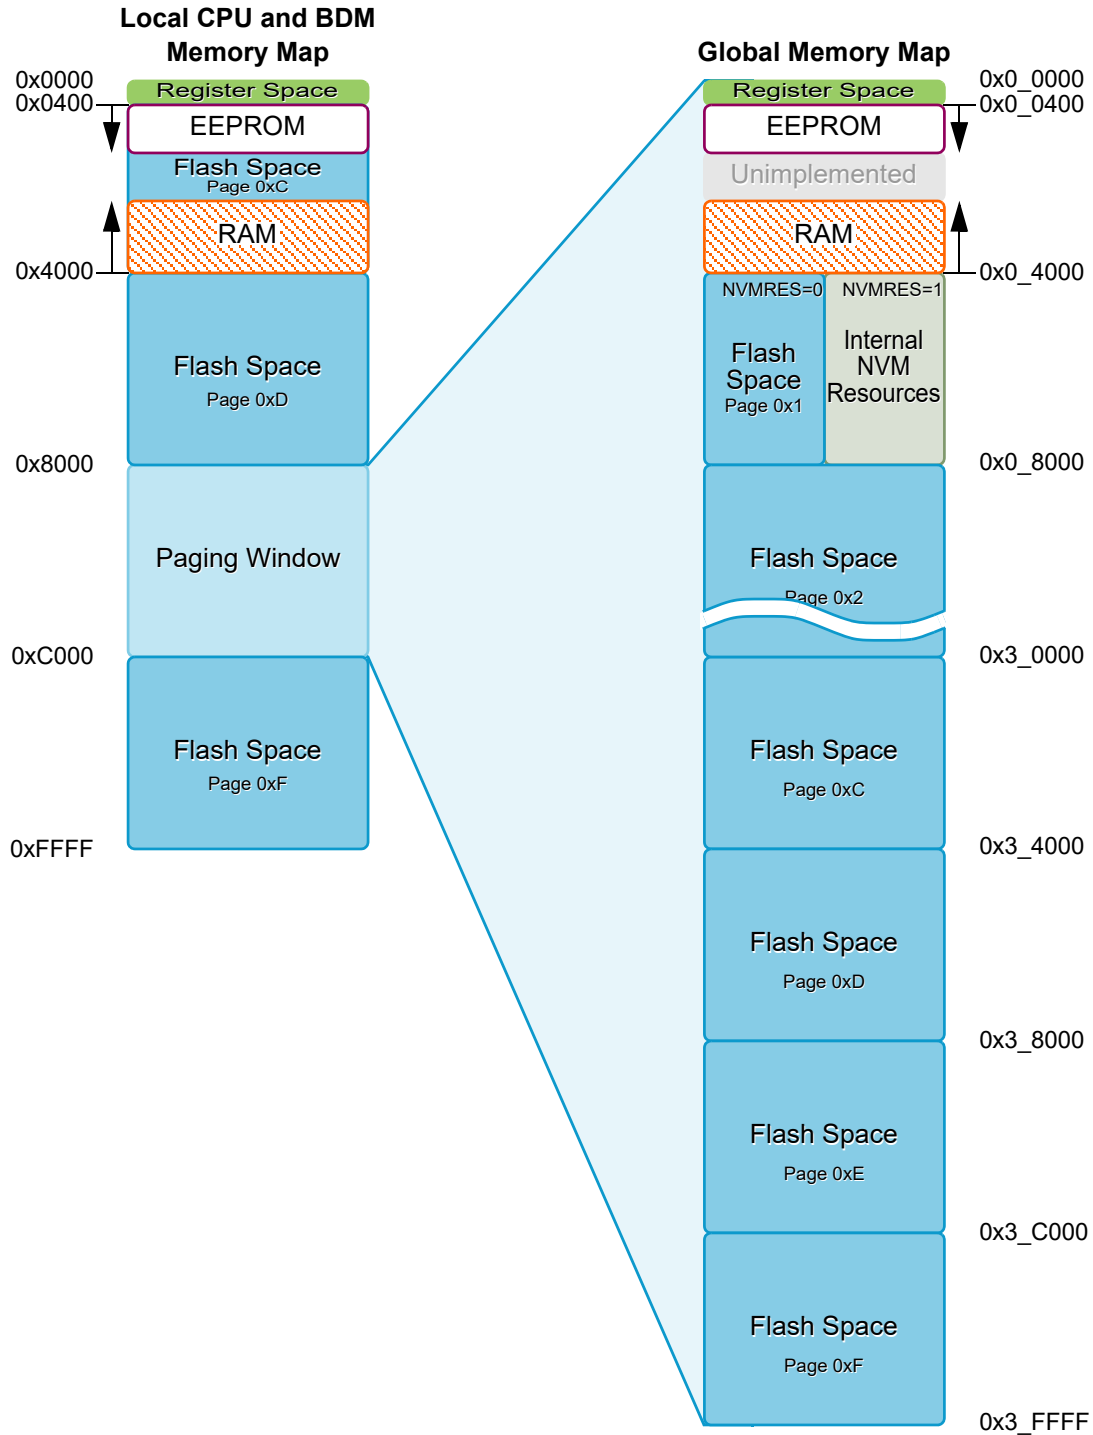 Local CPU and BDM
Memory Map
0x0000
0x0400
Register Space
EEPROM
Flash Space
Page 0xC
RAM
0x4000
Flash Space
Page 0xD
0x8000
Paging Window
0xC000
Flash Space
Page 0xF
0xFFFF
Global Memory Map
0x0_0000
0x0_0400
Register Space
EEPROM
Unimplemented
RAM
0x0_4000
NVMRES=0
NVMRES=1
Flash
Space
Page 0x1
Internal
NVM
Resources
0x0_8000
Flash Space
Page 0x2
0x3_0000
Flash Space
Page 0xC
0x3_4000
Flash Space
Page 0xD
0x3_8000
Flash Space
Page 0xE
0x3_C000
Flash Space
Page 0xF
0x3_FFFF